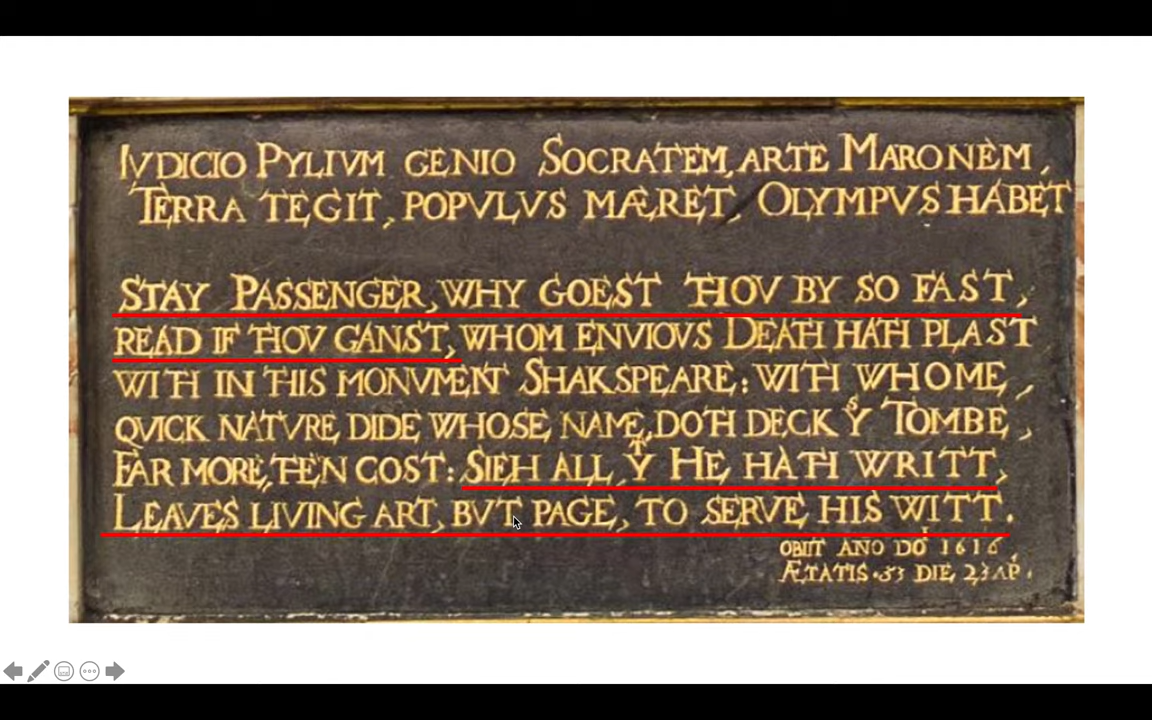 IVDICIO PYLIVM GENIO SOCRATEM, ARTE MARONEM,
TERRA TEGIT, POPVLVS MÆRET, OLYMPVS HABET
STAY PASSENGER, WHY GOEST THOV BY SO FAST,
READ IF THOV CANST, WHOM ENVIOVS DEATH HATH PLAST
WITH IN THIS MONVMENT SHAKSPEARE: WITH WHOME,
QVICK NATVRE DIDE WHOSE NAME, DOTH DECK Yˢ TOMBE,
FAR MORE, THEN COST: SIEH ALL, Yᵀ HE HATH WRITT,
LEAVES LIVING ART, BVT PAGE, TO SERVE HIS WITT.
OBIIT ANO DOⁱ 1616,
ÆTATIS·53 DIE 23 AP.